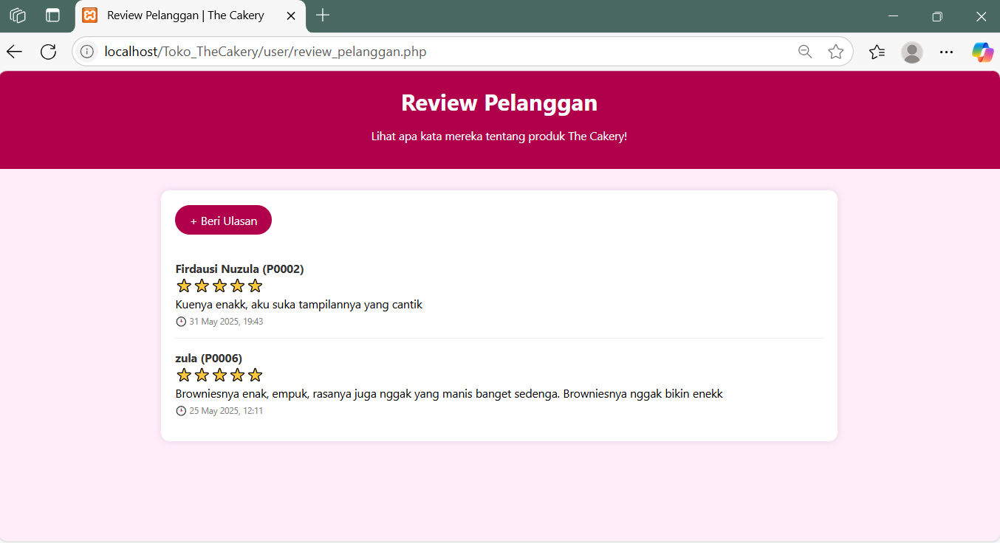 Review Pelanggan | The Cakery
localhost/Toko_TheCakery/user/review_pelanggan.php
Review Pelanggan
Lihat apa kata mereka tentang produk The Cakery!
+ Beri Ulasan
Firdausi Nuzula (P0002)
Kuenya enakk, aku suka tampilannya yang cantik
31 May 2025, 19:43
zula (P0006)
Browniesnya enak, empuk, rasanya juga nggak yang manis banget sedenga. Browniesnya nggak bikin enekk
25 May 2025, 12:11